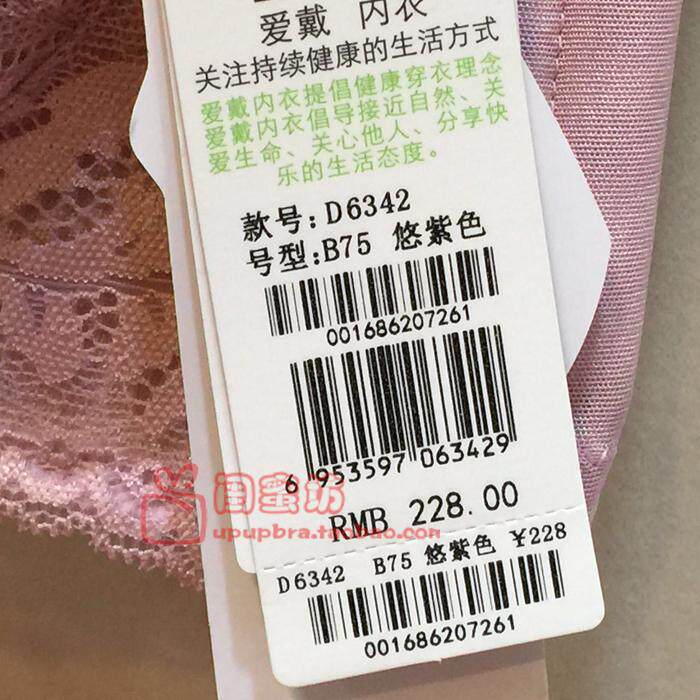 爱戴 内衣
关注持续健康的生活方式
爱戴内衣提倡健康穿衣理念
爱戴内衣倡导接近自然、关
爱生命、关心他人、分享快
乐的生活态度。
款号: D6342
号型: B75 悠紫色
001686207261
6 953597 063429
RMB 228.00
D6342 B75 悠紫色 ¥228
001686207261
闺蜜坊
upupbra.taobao.com